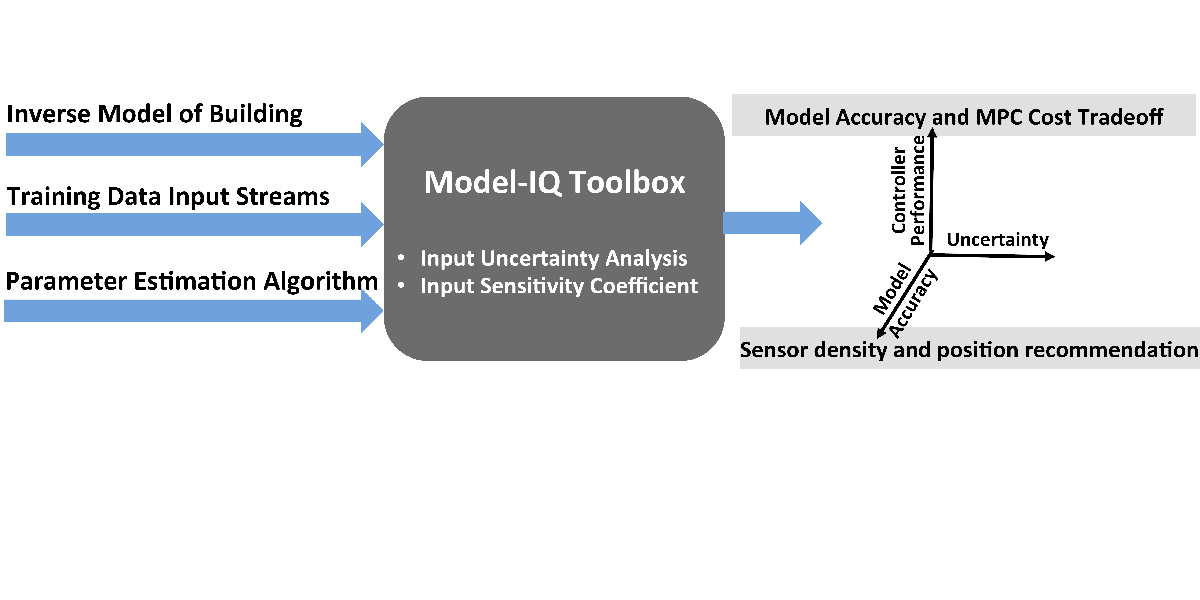 Inverse Model of Building
Training Data Input Streams
Parameter Estimation Algorithm
Model-IQ Toolbox
• Input Uncertainty Analysis
• Input Sensitivity Coefficient
Model Accuracy and MPC Cost Tradeoff
Controller
Performance
Uncertainty
Model
Accuracy
Sensor density and position recommendation